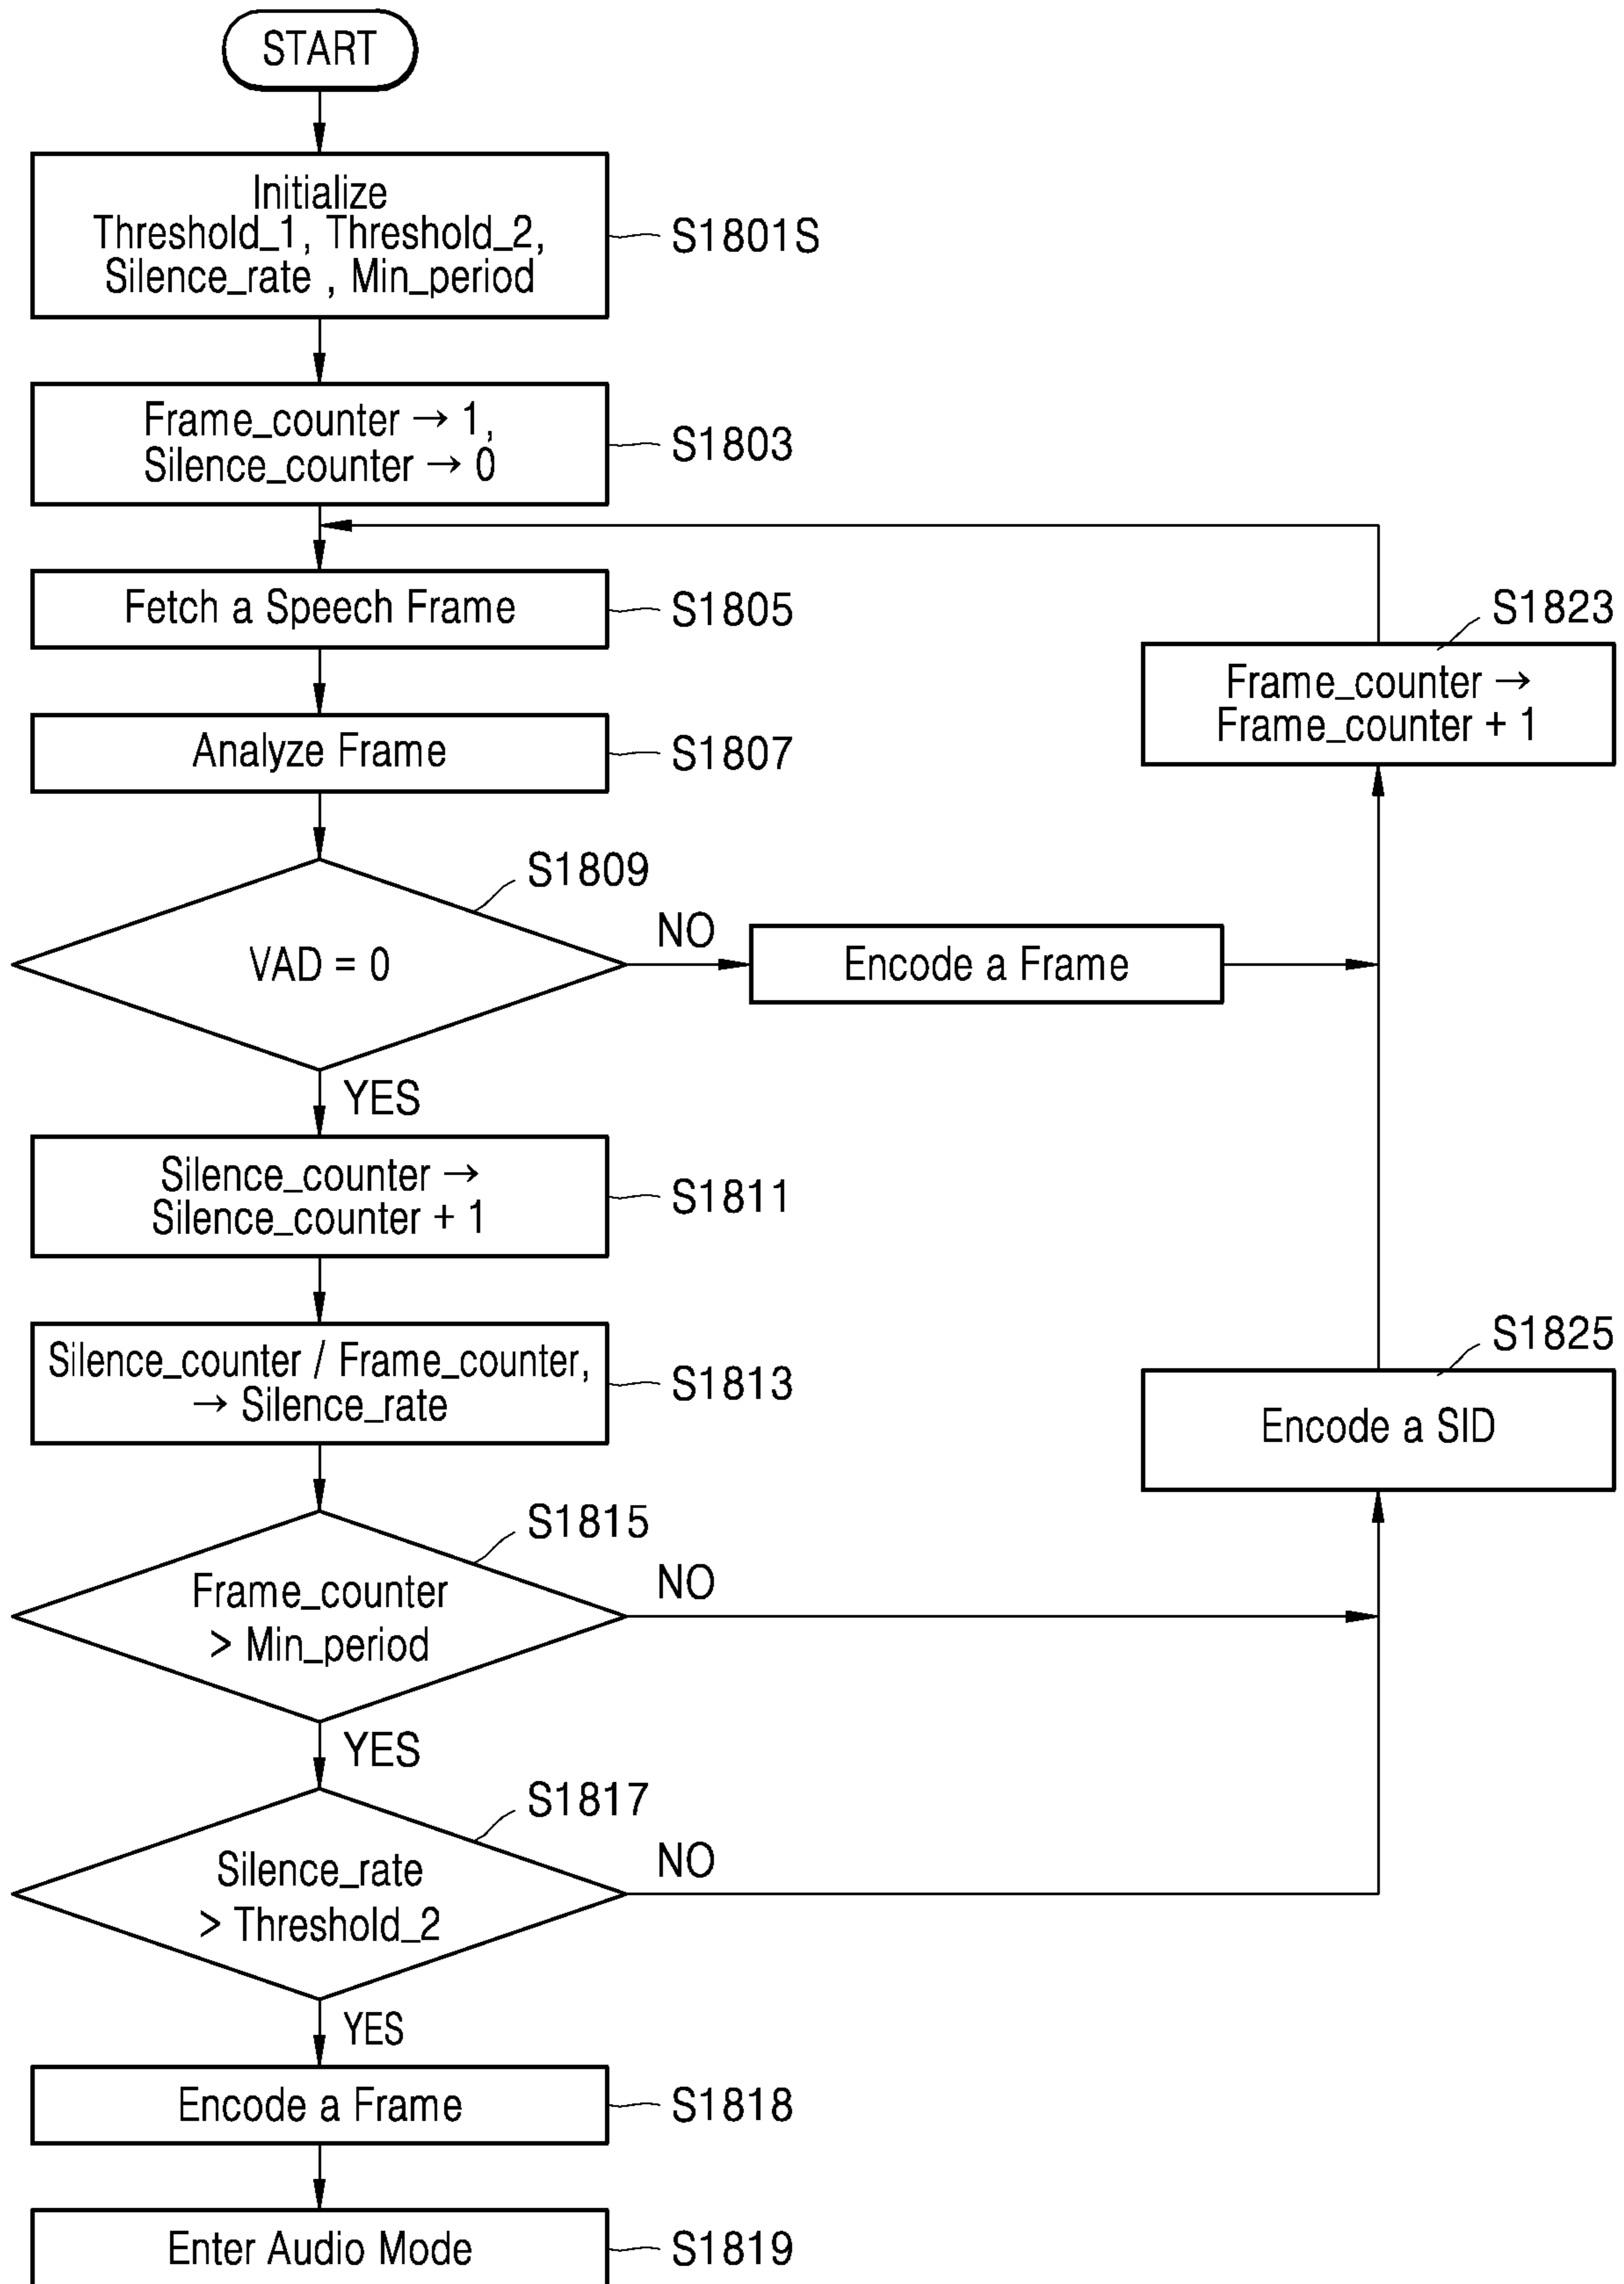 START
Initialize
Threshold_1, Threshold_2,
Silence_rate , Min_period
S1801S
Frame_counter → 1,
Silence_counter → 0
S1803
Fetch a Speech Frame
S1805
S1823
Frame_counter →
Frame_counter + 1
Analyze Frame
S1807
S1809
VAD = 0
NO
Encode a Frame
YES
Silence_counter →
Silence_counter + 1
S1811
Silence_counter / Frame_counter,
→ Silence_rate
S1813
S1825
Encode a SID
S1815
Frame_counter
> Min_period
NO
YES
S1817
Silence_rate
> Threshold_2
NO
YES
Encode a Frame
S1818
Enter Audio Mode
S1819